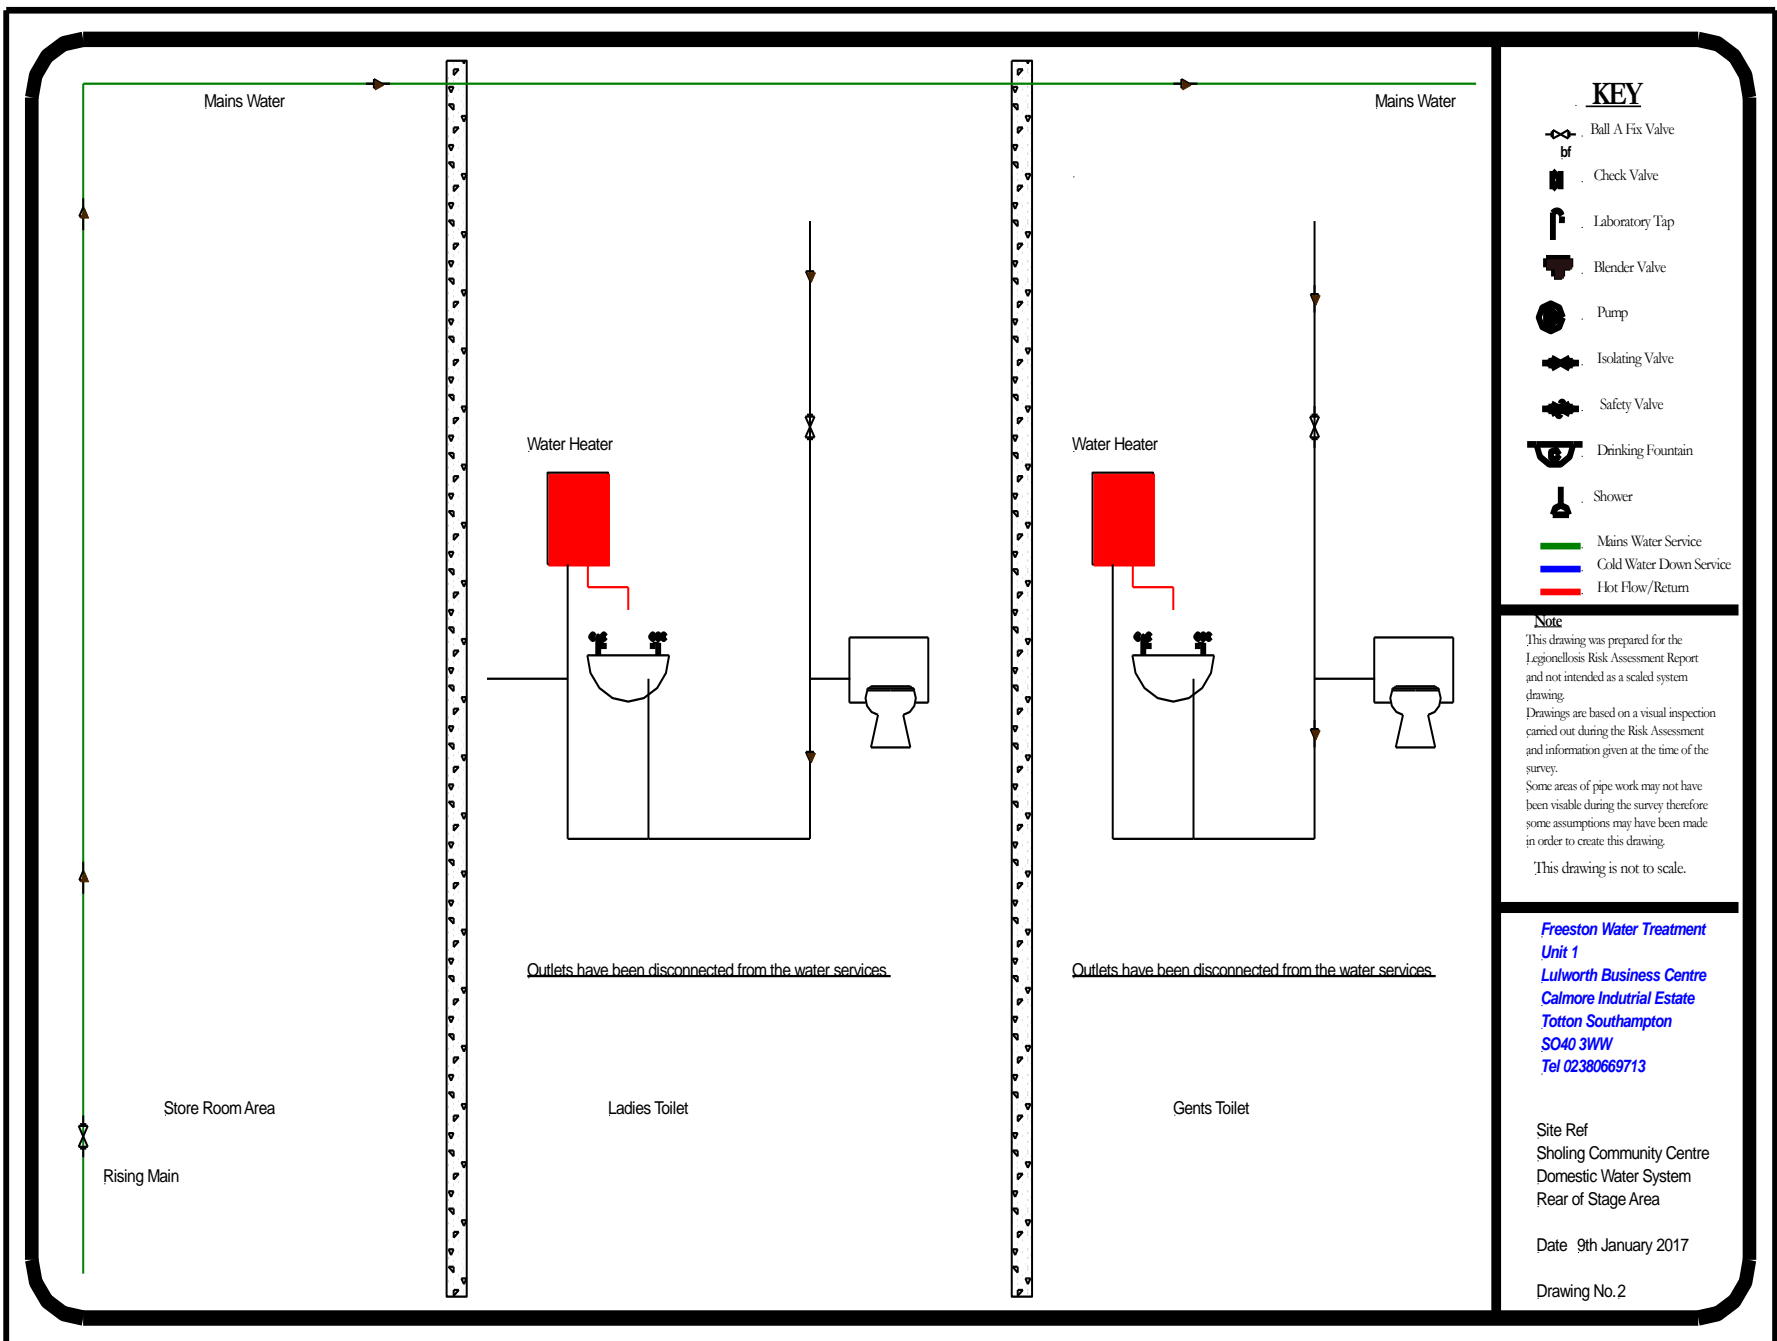 Mains Water
Mains Water
Water Heater
Water Heater
Outlets have been disconnected from the water services
Outlets have been disconnected from the water services
Store Room Area
Ladies Toilet
Gents Toilet
Rising Main
KEY
Ball A Fix Valve
bf
Check Valve
Laboratory Tap
Blender Valve
Pump
Isolating Valve
Safety Valve
Drinking Fountain
Shower
Mains Water Service
Cold Water Down Service
Hot Flow/Return
Note
This drawing was prepared for the
Legionellosis Risk Assessment Report
and not intended as a scaled system
drawing.
Drawings are based on a visual inspection
carried out during the Risk Assessment
and information given at the time of the
survey.
Some areas of pipe work may not have
been visable during the survey therefore
some assumptions may have been made
in order to create this drawing.
This drawing is not to scale.
Freeston Water Treatment
Unit 1
Lulworth Business Centre
Calmore Indutrial Estate
Totton Southampton
SO40 3WW
Tel 02380669713
Site Ref
Sholing Community Centre
Domestic Water System
Rear of Stage Area
Date 9th January 2017
Drawing No.2